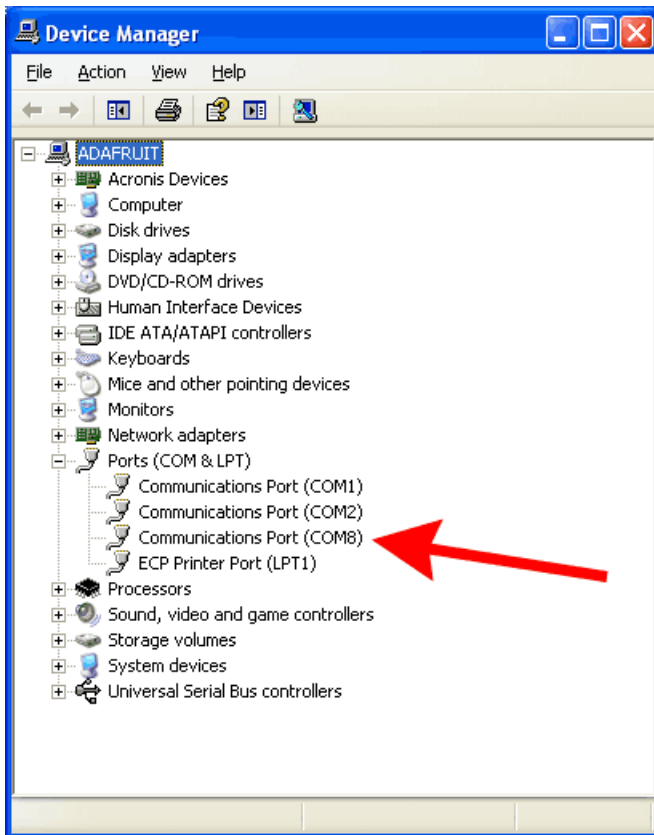 Device Manager
File Action View Help
ADAFRUIT
Acronis Devices
Computer
Disk drives
Display adapters
DVD/CD-ROM drives
Human Interface Devices
IDE ATA/ATAPI controllers
Keyboards
Mice and other pointing devices
Monitors
Network adapters
Ports (COM & LPT)
Communications Port (COM1)
Communications Port (COM2)
Communications Port (COM8)
ECP Printer Port (LPT1)
Processors
Sound, video and game controllers
Storage volumes
System devices
Universal Serial Bus controllers